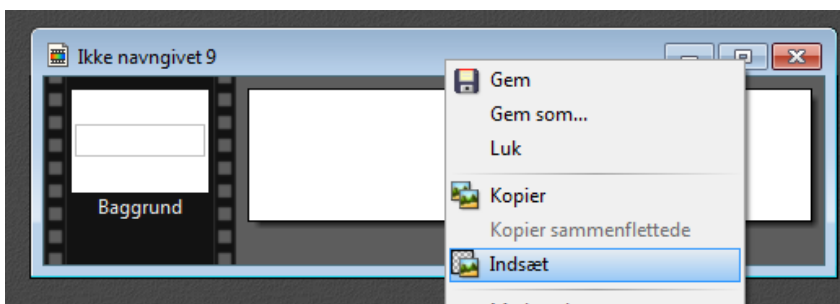 Ikke navngivet 9
Baggrund
Gem
Gem som...
Luk
Kopier
Kopier sammenflettede
Indsæt